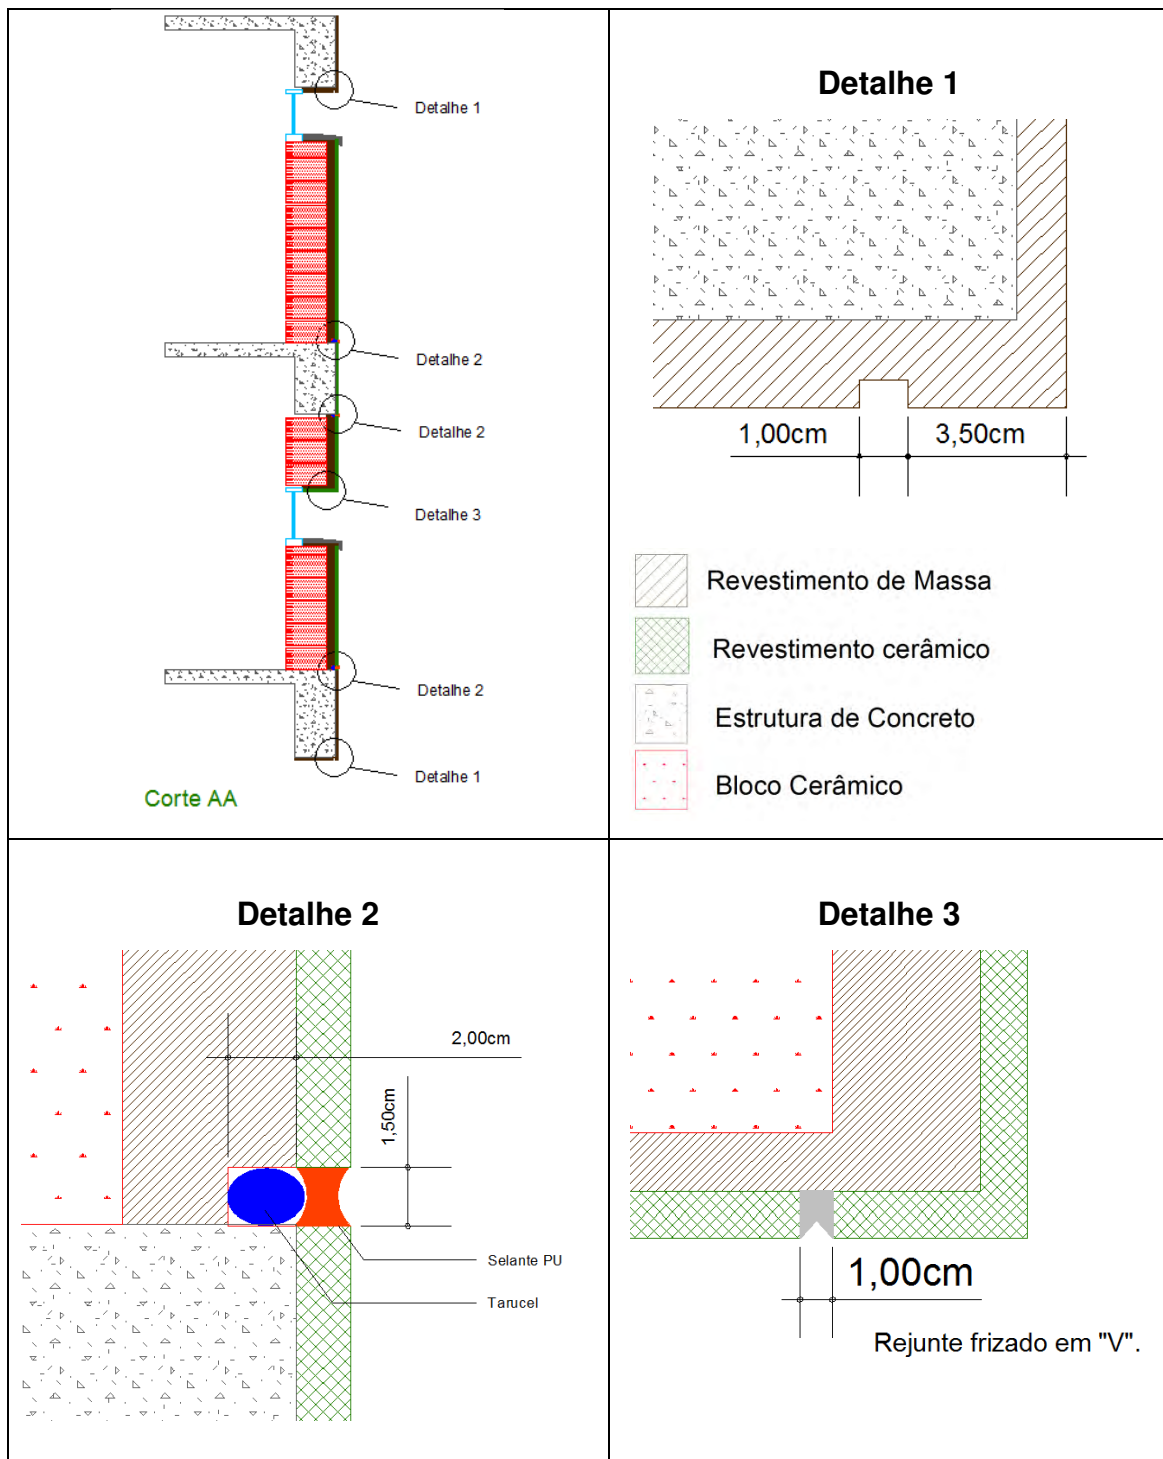 Detalhe 1
Detalhe 2
Detalhe 2
Detalhe 3
Detalhe 2
Detalhe 1
Corte AA
Detalhe 1
1,00cm
3,50cm
Revestimento de Massa
Revestimento cerâmico
Estrutura de Concreto
Bloco Cerâmico
Detalhe 2
2,00cm
1,50cm
Selante PU
Tarucel
Detalhe 3
1,00cm
Rejunte frizado em "V".